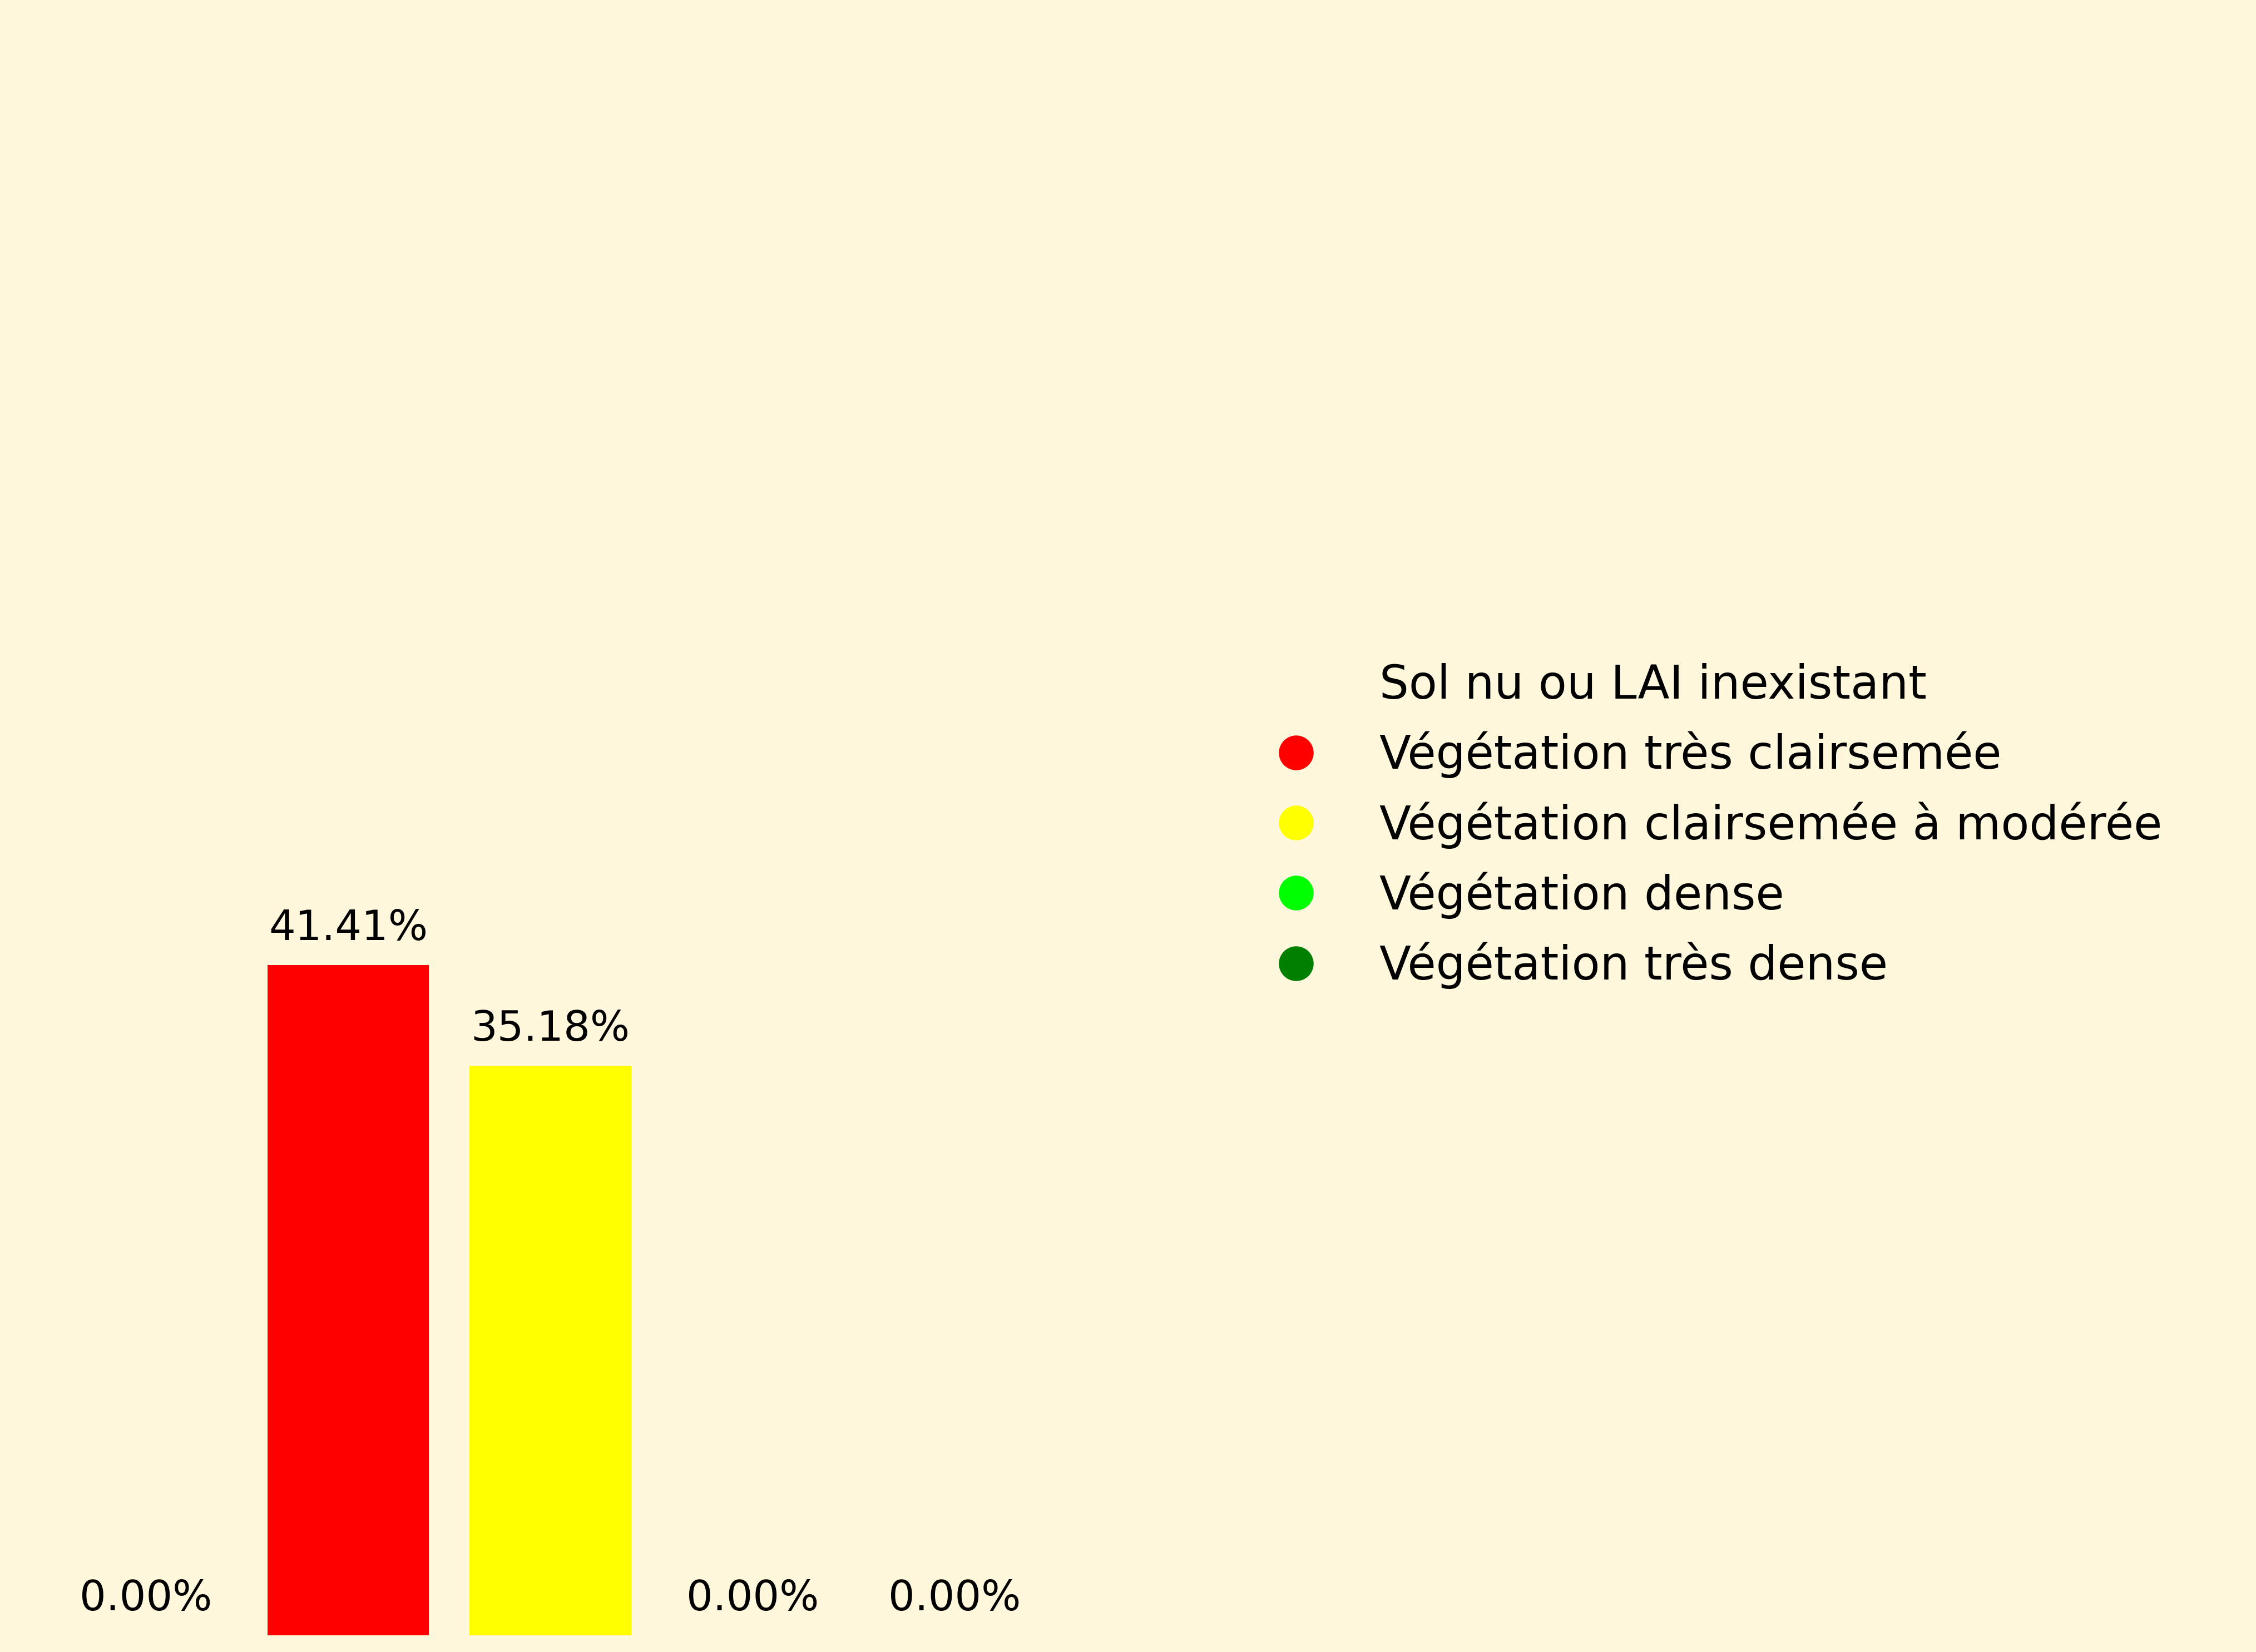 Sol nu ou LAI inexistant
Végétation très clairsemée
Végétation clairsemée à modérée
Végétation dense
Végétation très dense
41.41%
35.18%
0.00%
0.00%
0.00%